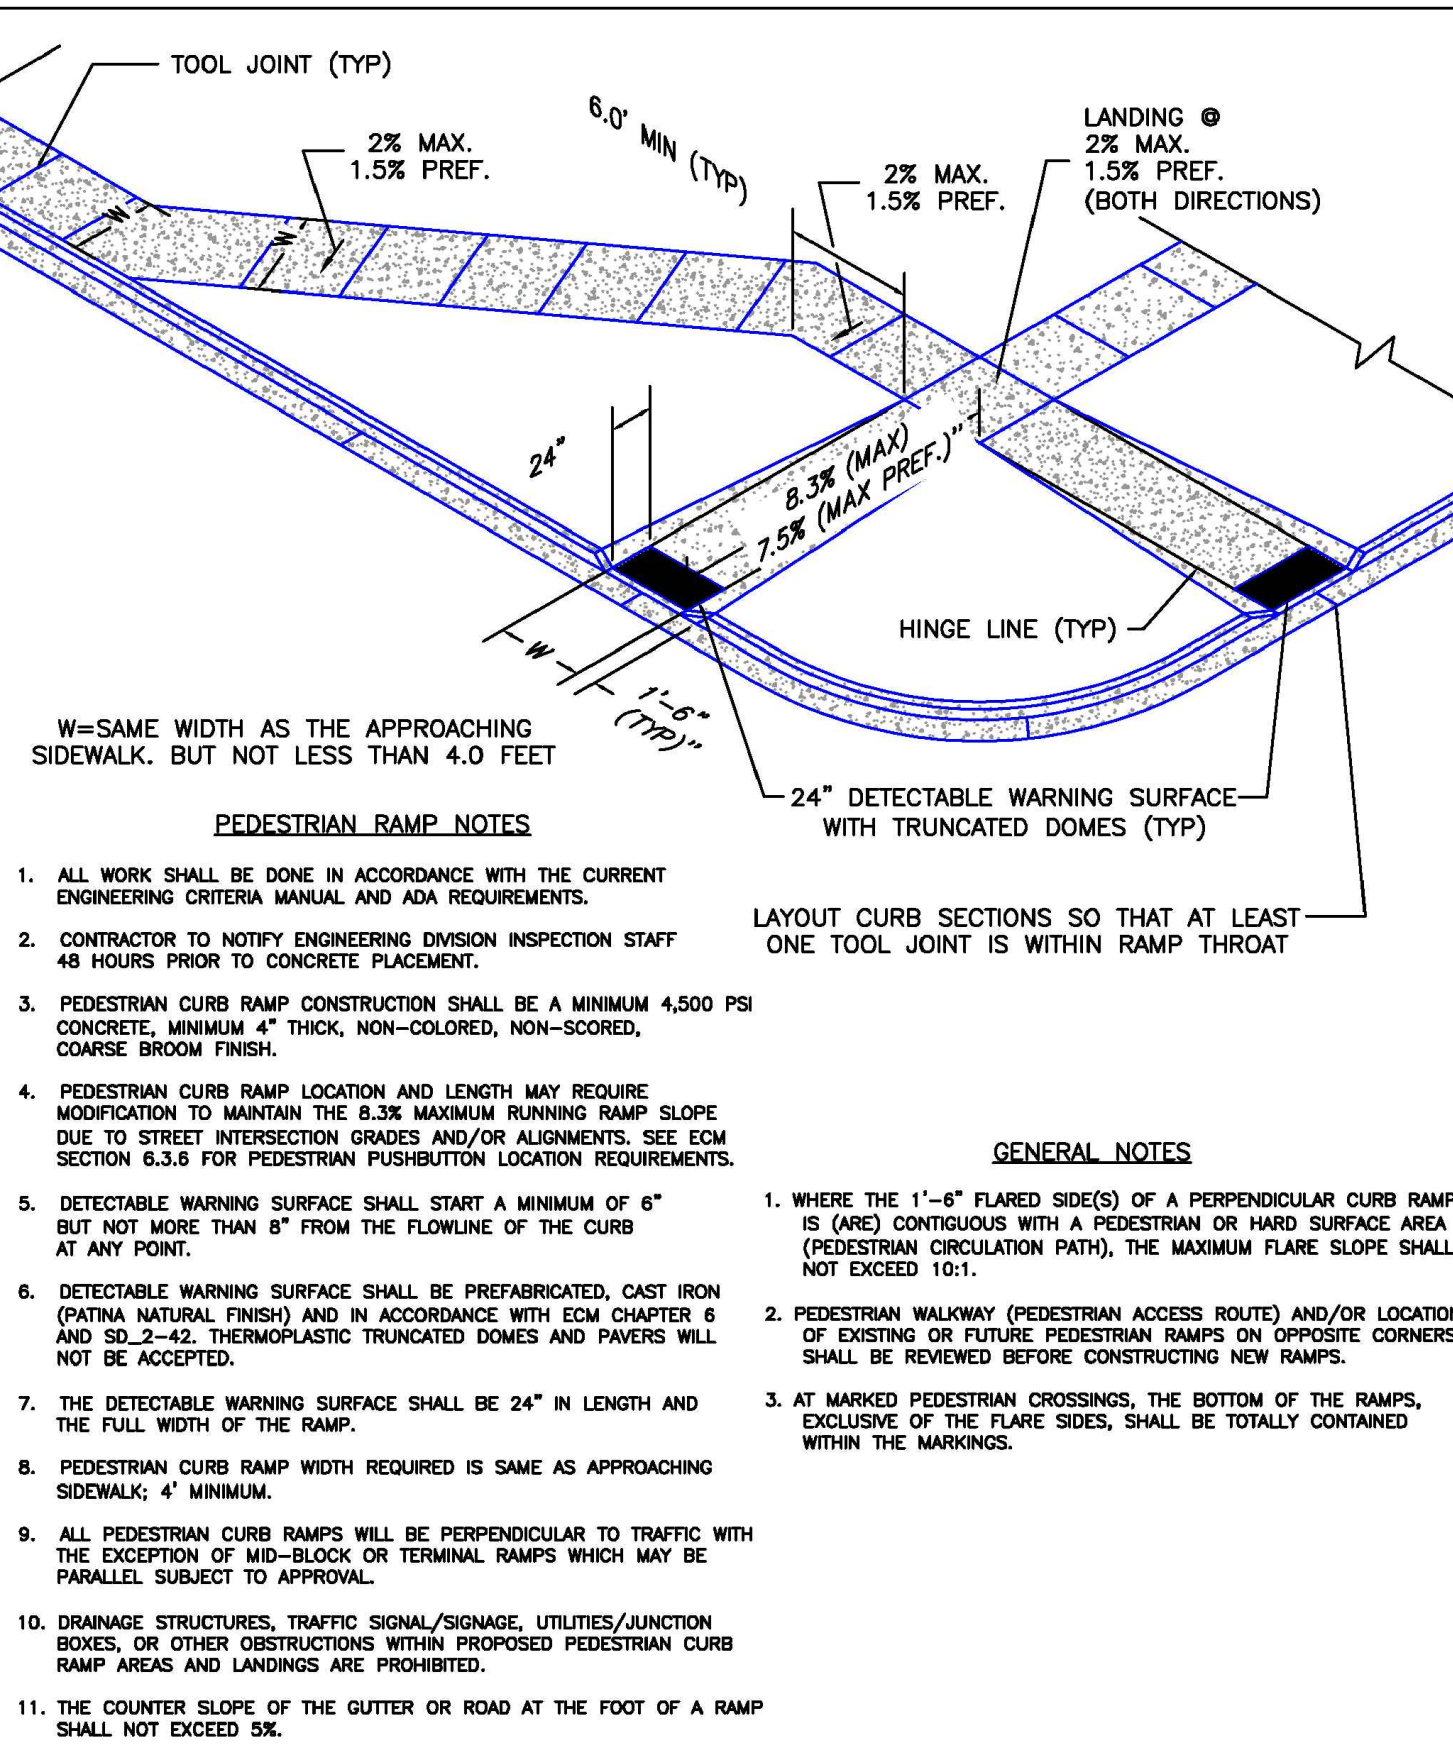 TOOL JOINT (TYP)
2% MAX.
1.5% PREF.
6.0' MIN (TYP)
2% MAX.
1.5% PREF.
LANDING @
2% MAX.
1.5% PREF.
(BOTH DIRECTIONS)
W
W
24"
8.3% (MAX)
7.5% (MAX PREF.)"
HINGE LINE (TYP)
W
1'-6"
(TYP)"
W=SAME WIDTH AS THE APPROACHING
SIDEWALK. BUT NOT LESS THAN 4.0 FEET
24" DETECTABLE WARNING SURFACE
WITH TRUNCATED DOMES (TYP)
LAYOUT CURB SECTIONS SO THAT AT LEAST
ONE TOOL JOINT IS WITHIN RAMP THROAT
PEDESTRIAN RAMP NOTES
1. ALL WORK SHALL BE DONE IN ACCORDANCE WITH THE CURRENT
ENGINEERING CRITERIA MANUAL AND ADA REQUIREMENTS.
2. CONTRACTOR TO NOTIFY ENGINEERING DIVISION INSPECTION STAFF
48 HOURS PRIOR TO CONCRETE PLACEMENT.
3. PEDESTRIAN CURB RAMP CONSTRUCTION SHALL BE A MINIMUM 4,500 PSI
CONCRETE, MINIMUM 4" THICK, NON-COLORED, NON-SCORED,
COARSE BROOM FINISH.
4. PEDESTRIAN CURB RAMP LOCATION AND LENGTH MAY REQUIRE
MODIFICATION TO MAINTAIN THE 8.3% MAXIMUM RUNNING RAMP SLOPE
DUE TO STREET INTERSECTION GRADES AND/OR ALIGNMENTS. SEE ECM
SECTION 6.3.6 FOR PEDESTRIAN PUSHBUTTON LOCATION REQUIREMENTS.
5. DETECTABLE WARNING SURFACE SHALL START A MINIMUM OF 6"
BUT NOT MORE THAN 8" FROM THE FLOWLINE OF THE CURB
AT ANY POINT.
6. DETECTABLE WARNING SURFACE SHALL BE PREFABRICATED, CAST IRON
(PATINA NATURAL FINISH) AND IN ACCORDANCE WITH ECM CHAPTER 6
AND SD_2-42. THERMOPLASTIC TRUNCATED DOMES AND PAVERS WILL
NOT BE ACCEPTED.
7. THE DETECTABLE WARNING SURFACE SHALL BE 24" IN LENGTH AND
THE FULL WIDTH OF THE RAMP.
8. PEDESTRIAN CURB RAMP WIDTH REQUIRED IS SAME AS APPROACHING
SIDEWALK; 4' MINIMUM.
9. ALL PEDESTRIAN CURB RAMPS WILL BE PERPENDICULAR TO TRAFFIC WITH
THE EXCEPTION OF MID-BLOCK OR TERMINAL RAMPS WHICH MAY BE
PARALLEL SUBJECT TO APPROVAL.
10. DRAINAGE STRUCTURES, TRAFFIC SIGNAL/SIGNAGE, UTILITIES/JUNCTION
BOXES, OR OTHER OBSTRUCTIONS WITHIN PROPOSED PEDESTRIAN CURB
RAMP AREAS AND LANDINGS ARE PROHIBITED.
11. THE COUNTER SLOPE OF THE GUTTER OR ROAD AT THE FOOT OF A RAMP
SHALL NOT EXCEED 5%.
GENERAL NOTES
1. WHERE THE 1'-6" FLARED SIDE(S) OF A PERPENDICULAR CURB RAMP
IS (ARE) CONTIGUOUS WITH A PEDESTRIAN OR HARD SURFACE AREA
(PEDESTRIAN CIRCULATION PATH), THE MAXIMUM FLARE SLOPE SHALL
NOT EXCEED 10:1.
2. PEDESTRIAN WALKWAY (PEDESTRIAN ACCESS ROUTE) AND/OR LOCATION
OF EXISTING OR FUTURE PEDESTRIAN RAMPS ON OPPOSITE CORNERS
SHALL BE REVIEWED BEFORE CONSTRUCTING NEW RAMPS.
3. AT MARKED PEDESTRIAN CROSSINGS, THE BOTTOM OF THE RAMPS,
EXCLUSIVE OF THE FLARE SIDES, SHALL BE TOTALLY CONTAINED
WITHIN THE MARKINGS.